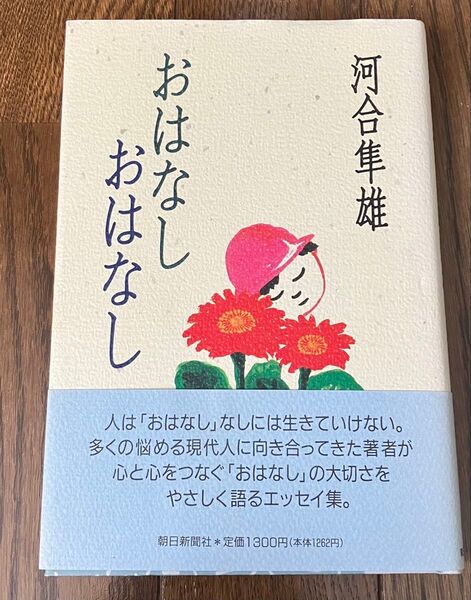 河合隼雄
おはなし
おはなし
人は「おはなし」なしには生きていけない。
多くの悩める現代人に向き合ってきた著者が
心と心をつなぐ「おはなし」の大切さを
やさしく語るエッセイ集。
朝日新聞社*定価1300円(本体1262円)